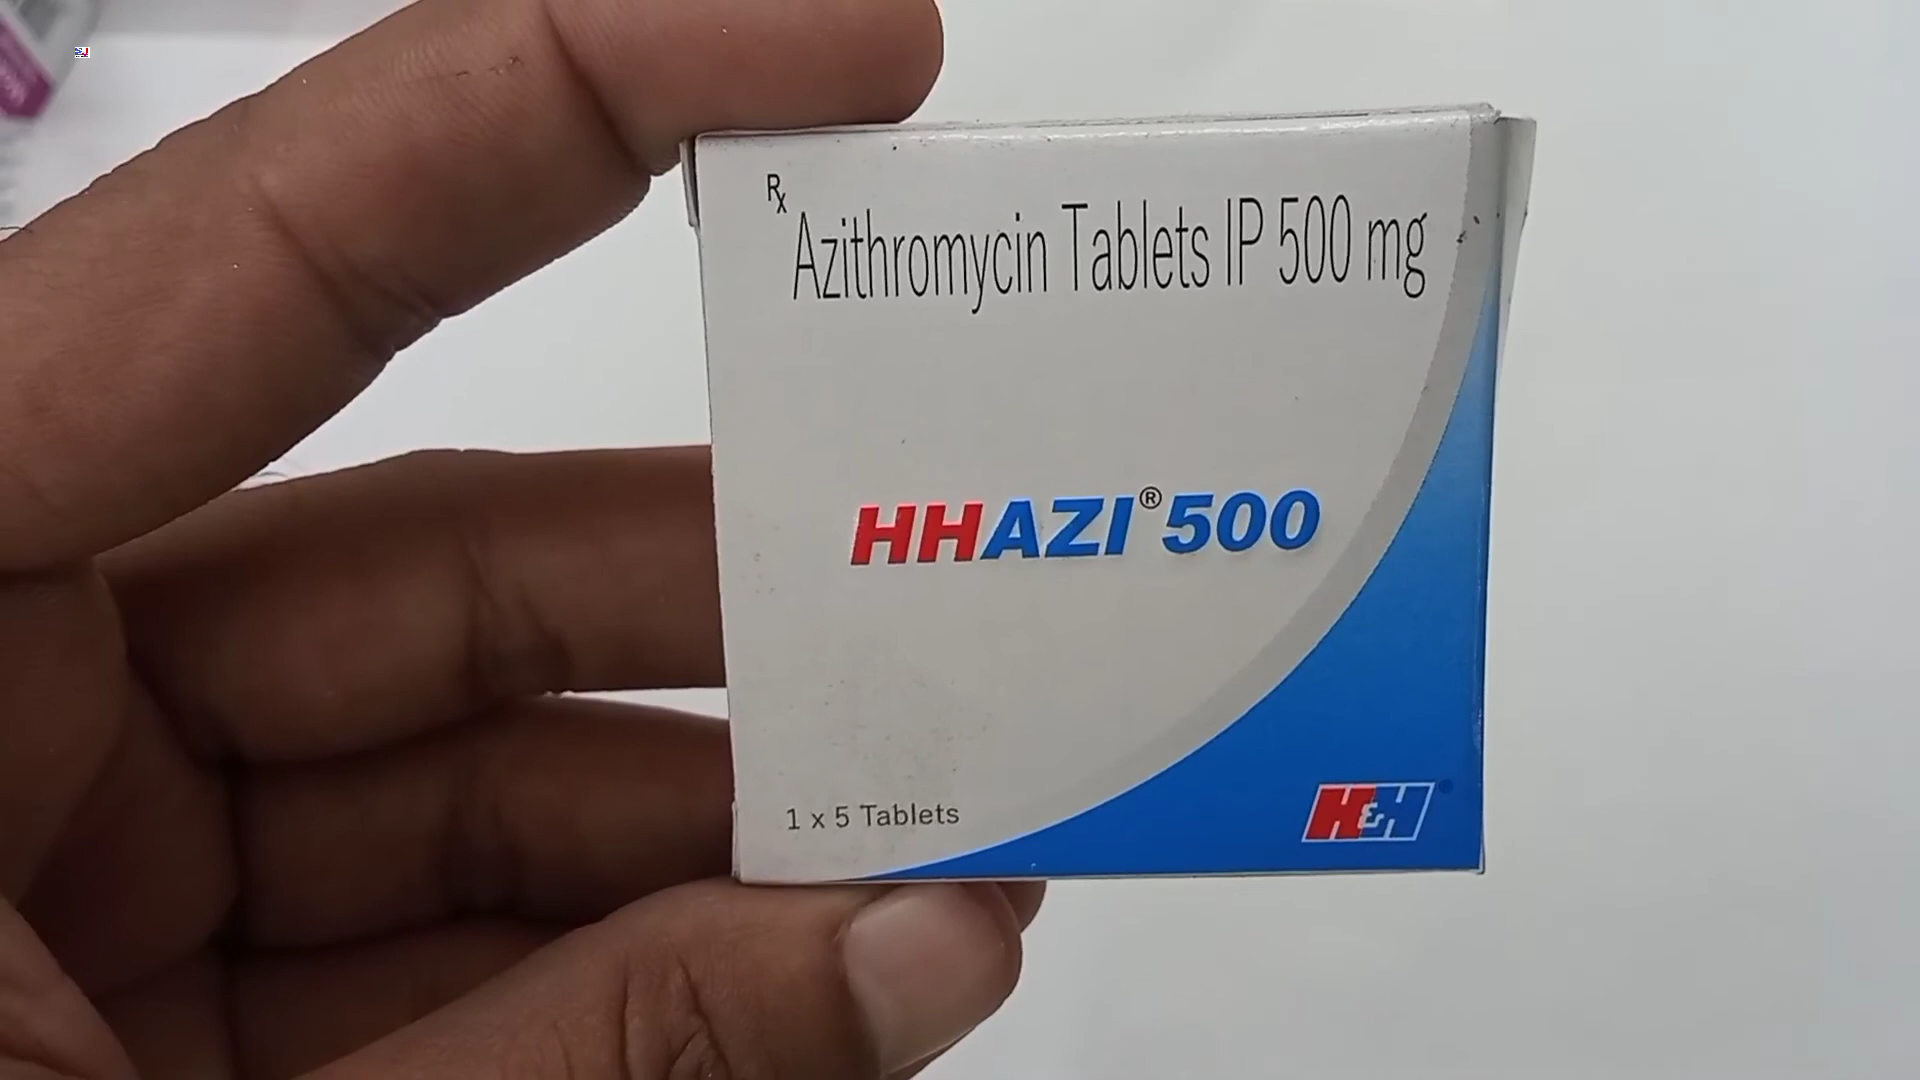 Rx
Azithromycin Tablets IP 500 mg
HHAZI® 500
1 x 5 Tablets
H&H®